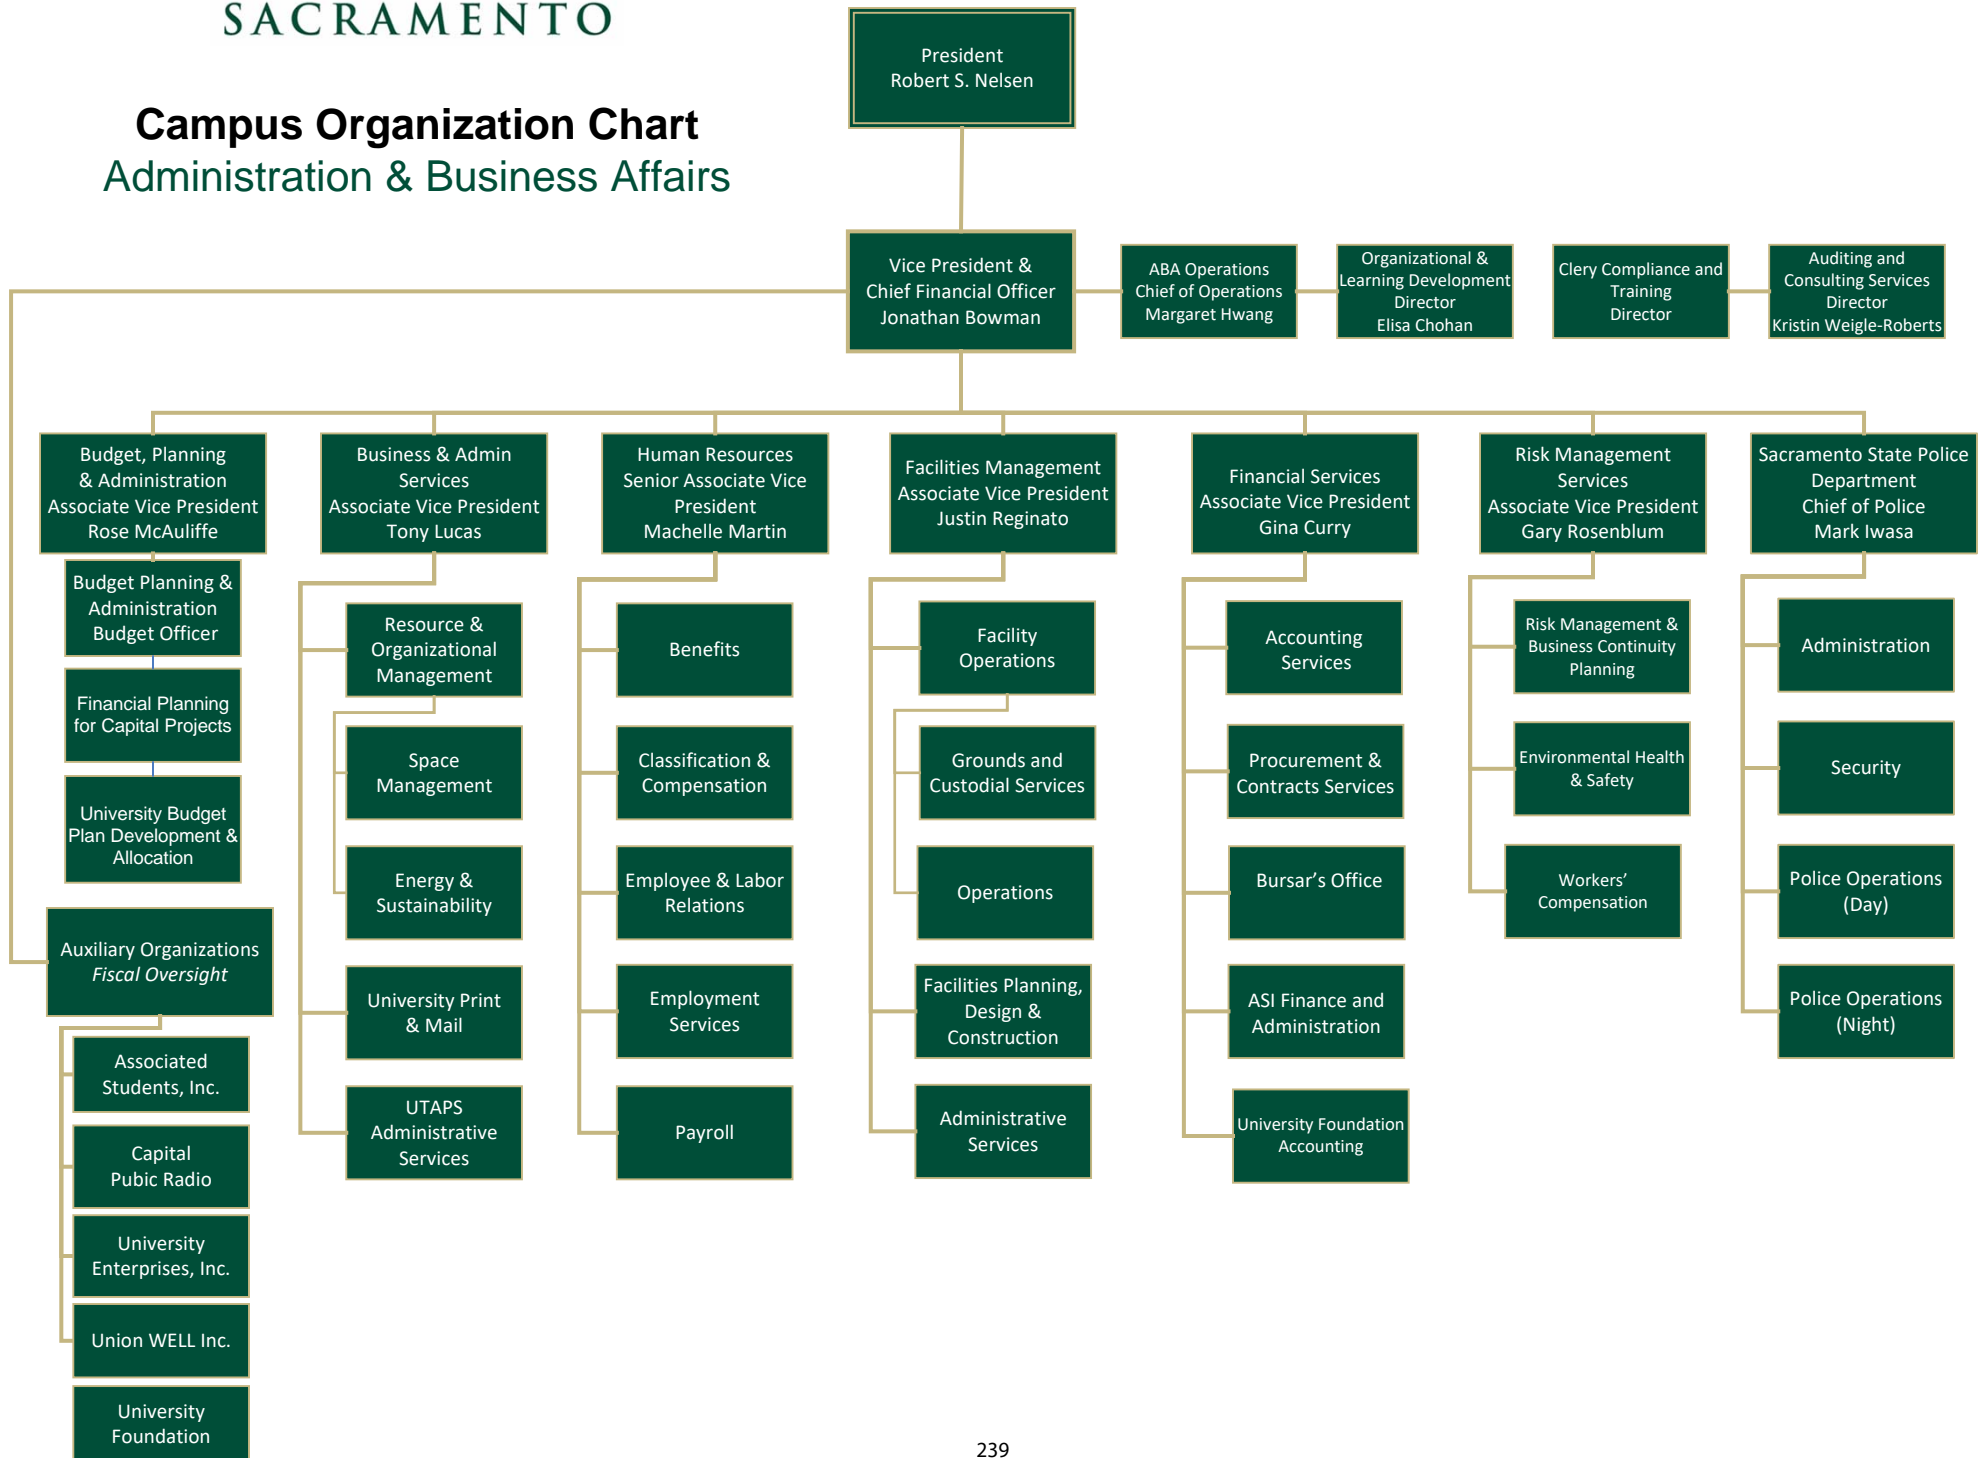 SACRAMENTO
Campus Organization Chart
Administration & Business Affairs
President
Robert S. Nelsen
Vice President &
Chief Financial Officer
Jonathan Bowman
ABA Operations
Chief of Operations
Margaret Hwang
Organizational &
Learning Development
Director
Elisa Chohan
Clery Compliance and
Training
Director
Auditing and
Consulting Services
Director
Kristin Weigle-Roberts
Budget, Planning
& Administration
Associate Vice President
Rose McAuliffe
Budget Planning &
Administration
Budget Officer
Financial Planning
for Capital Projects
University Budget
Plan Development &
Allocation
Auxiliary Organizations
Fiscal Oversight
Associated
Students, Inc.
Capital
Pubic Radio
University
Enterprises, Inc.
Union WELL Inc.
University
Foundation
Business & Admin
Services
Associate Vice President
Tony Lucas
Resource &
Organizational
Management
Space
Management
Energy &
Sustainability
University Print
& Mail
UTAPS
Administrative
Services
Human Resources
Senior Associate Vice
President
Machelle Martin
Benefits
Classification &
Compensation
Employee & Labor
Relations
Employment
Services
Payroll
Facilities Management
Associate Vice President
Justin Reginato
Facility
Operations
Grounds and
Custodial Services
Operations
Facilities Planning,
Design &
Construction
Administrative
Services
Financial Services
Associate Vice President
Gina Curry
Accounting
Services
Procurement &
Contracts Services
Bursar’s Office
ASI Finance and
Administration
University Foundation
Accounting
Risk Management
Services
Associate Vice President
Gary Rosenblum
Risk Management &
Business Continuity
Planning
Environmental Health
& Safety
Workers’
Compensation
Sacramento State Police
Department
Chief of Police
Mark Iwasa
Administration
Security
Police Operations
(Day)
Police Operations
(Night)
239